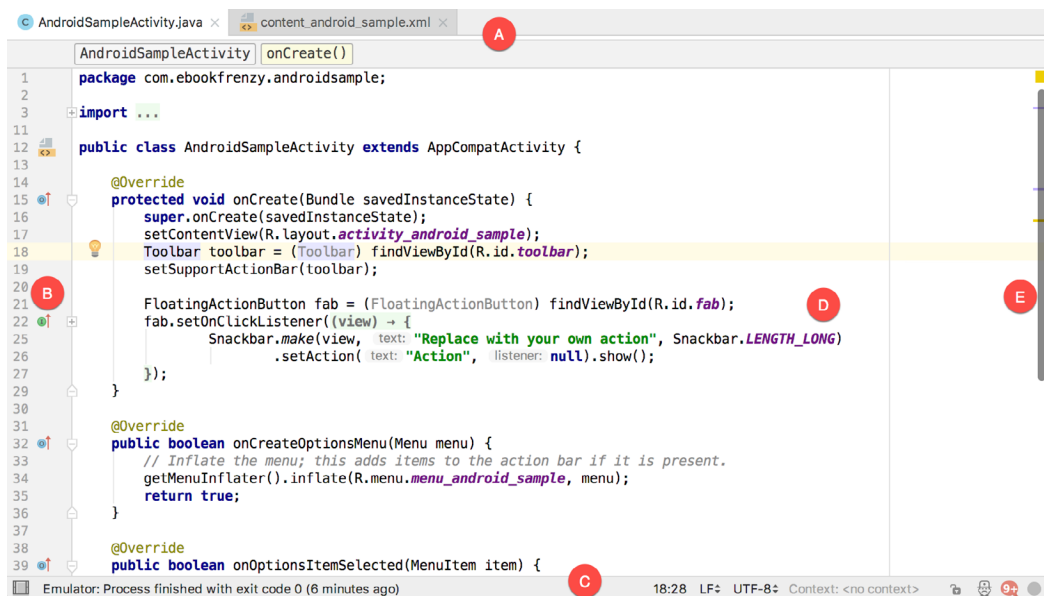 AndroidSampleActivity.java content_android_sample.xml
A
AndroidSampleActivity onCreate()
1 package com.ebookfrenzy.androidsample;
2
3 import ...
11
12 public class AndroidSampleActivity extends AppCompatActivity {
13
14 @Override
15 protected void onCreate(Bundle savedInstanceState) {
16 super.onCreate(savedInstanceState);
17 setContentView(R.layout.activity_android_sample);
18 Toolbar toolbar = (Toolbar) findViewById(R.id.toolbar);
19 setSupportActionBar(toolbar);
20
B
E
21 FloatingActionButton fab = (FloatingActionButton) findViewById(R.id.fab); D
22 fab.setOnClickListener((view) → {
25 Snackbar.make(view, text: "Replace with your own action", Snackbar.LENGTH_LONG)
26 .setAction( text: "Action", listener: null).show();
27 });
29 }
30
31 @Override
32 public boolean onCreateOptionsMenu(Menu menu) {
33 // Inflate the menu; this adds items to the action bar if it is present.
34 getMenuInflater().inflate(R.menu.menu_android_sample, menu);
35 return true;
36 }
37
38 @Override
39 public boolean onOptionsItemSelected(MenuItem item) {
Emulator: Process finished with exit code 0 (6 minutes ago) C 18:28 LF UTF-8 Context: <no context> 9+